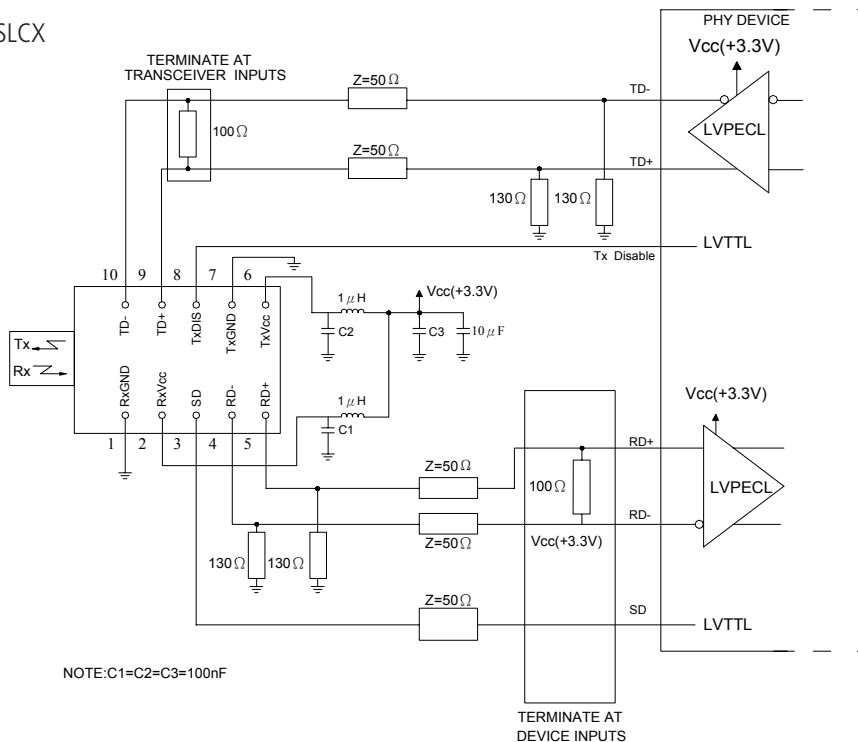 SLCX
PHY DEVICE
Vcc(+3.3V)
TERMINATE AT
TRANSCEIVER INPUTS
Z=50Ω
TD-
LVPECL
100Ω
Z=50Ω
TD+
130Ω 130Ω
LVTTL
Tx Disable
10 9 8 7 6
1μH
Vcc(+3.3V)
TD- TD+ TxDIS TxGND TxVcc
C2 C3 10μF
Tx
Rx
RxGND RxVcc SD RD- RD+
1μH
C1
1 2 3 4 5
Vcc(+3.3V)
RD+
Z=50Ω
100Ω
LVPECL
RD-
Z=50Ω
Vcc(+3.3V)
130Ω 130Ω
Z=50Ω
SD
LVTTL
NOTE:C1=C2=C3=100nF
TERMINATE AT
DEVICE INPUTS